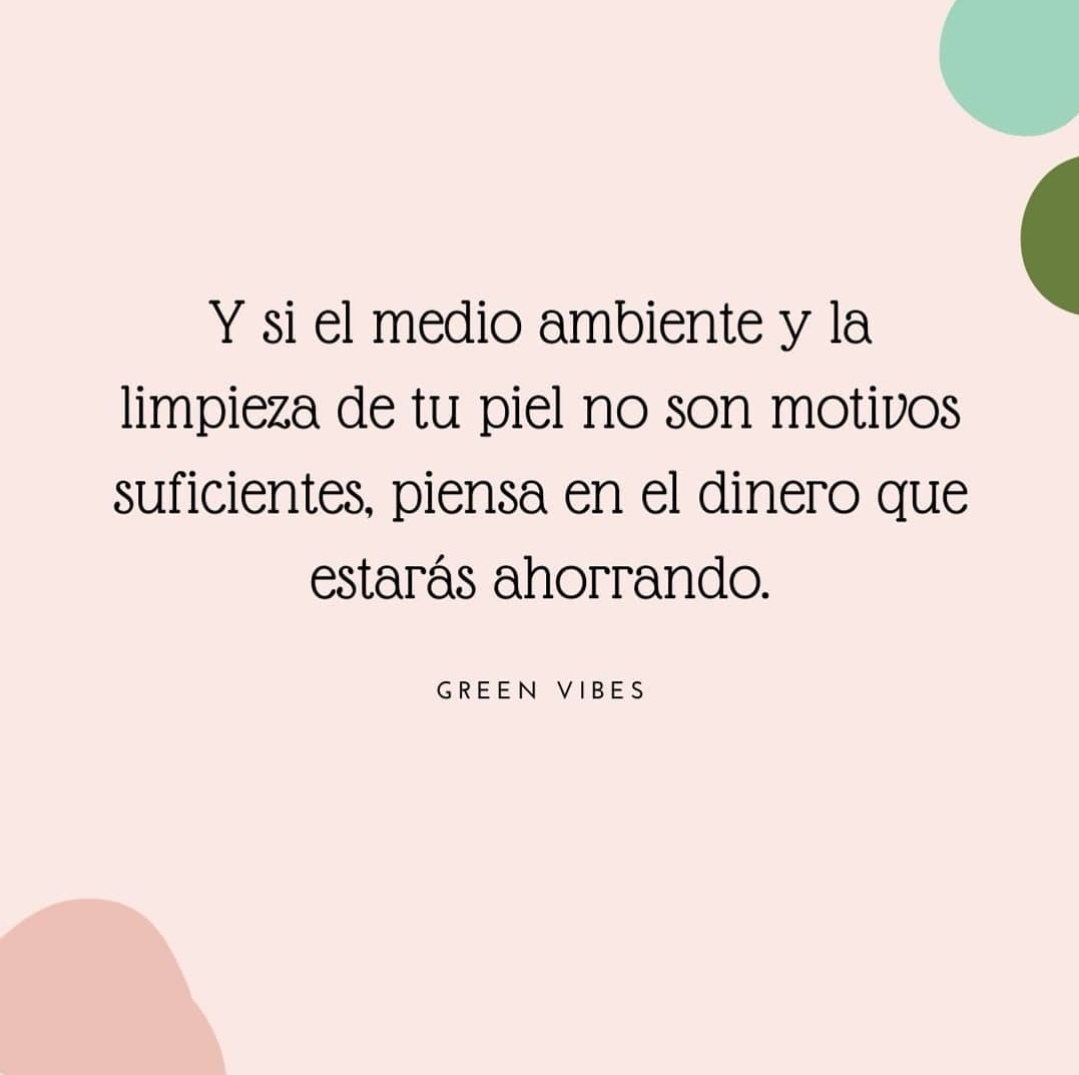 Y si el medio ambiente y la
limpieza de tu piel no son motivos
suficientes, piensa en el dinero que
estarás ahorrando.
GREEN VIBES